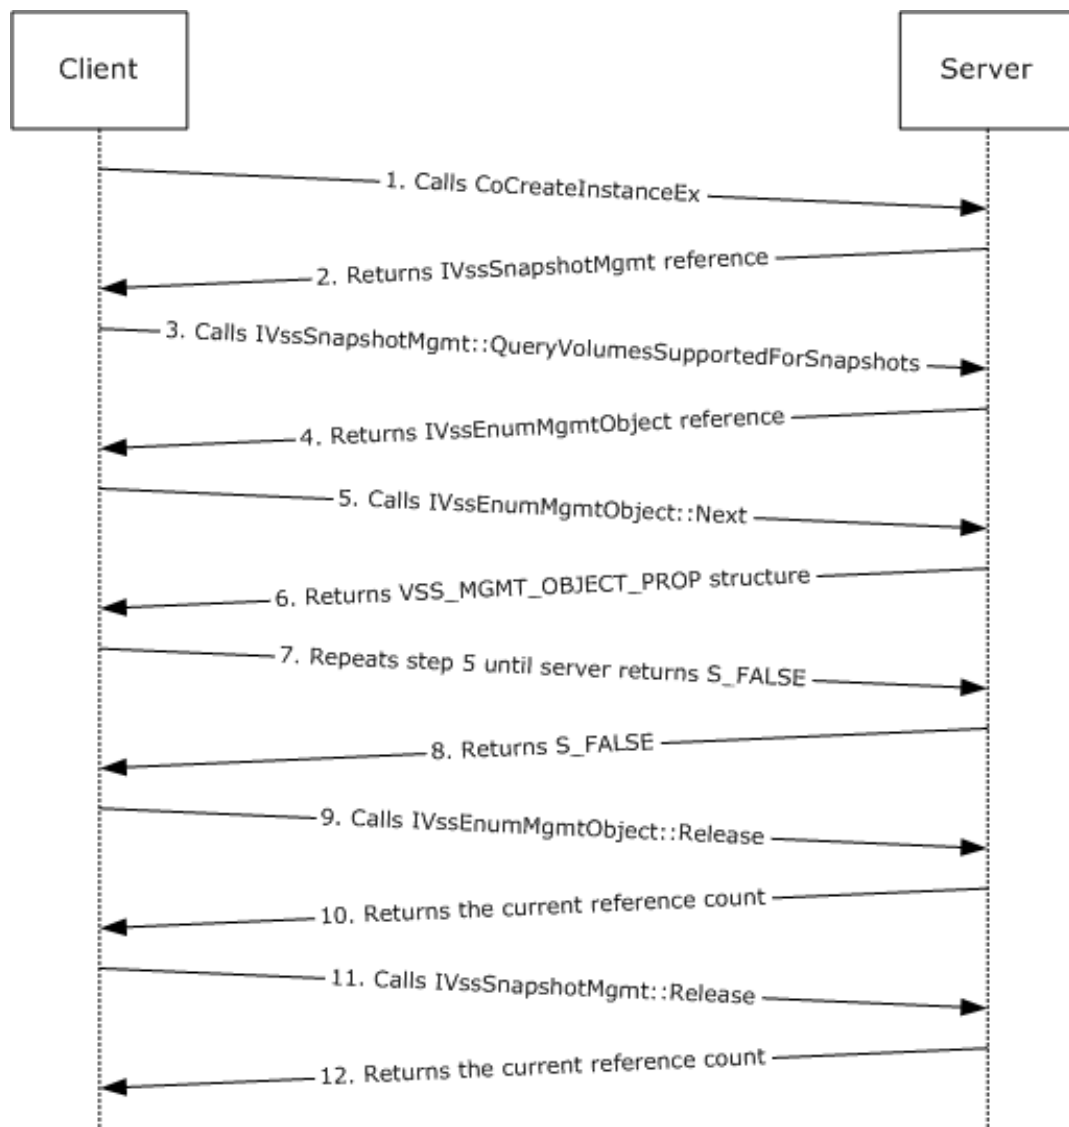 Client
Server
1. Calls CoCreateInstanceEx
2. Returns IVssSnapshotMgmt reference
3. Calls IVssSnapshotMgmt::QueryVolumesSupportedForSnapshots
4. Returns IVssEnumMgmtObject reference
5. Calls IVssEnumMgmtObject::Next
6. Returns VSS_MGMT_OBJECT_PROP structure
7. Repeats step 5 until server returns S_FALSE
8. Returns S_FALSE
9. Calls IVssEnumMgmtObject::Release
10. Returns the current reference count
11. Calls IVssSnapshotMgmt::Release
12. Returns the current reference count